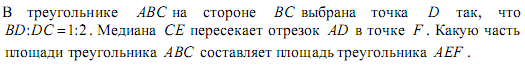 В треугольнике ABC на стороне BC выбрана точка D так, что
BD:DC=1:2. Медиана CE пересекает отрезок AD в точке F. Какую часть
площади треугольника ABC составляет площадь треугольника AEF.